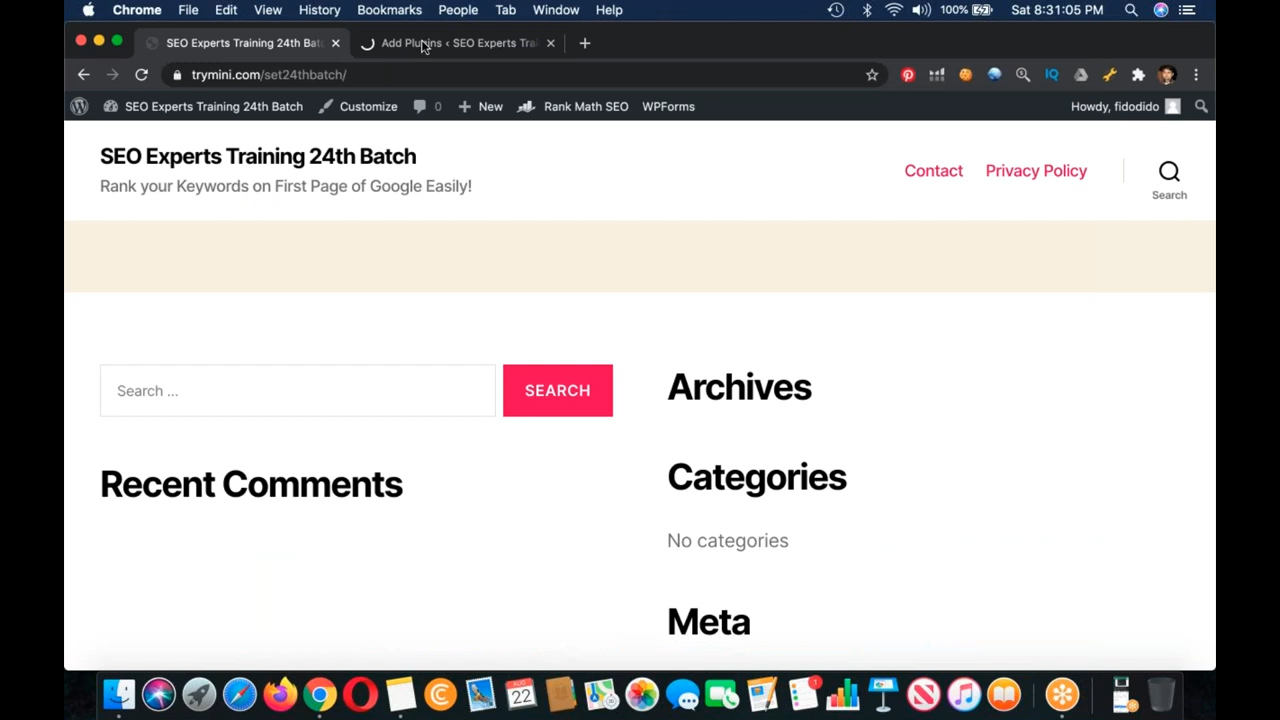 Chrome File Edit View History Bookmarks People Tab Window Help 100% Sat 8:31:05 PM
SEO Experts Training 24th Bat Add Plugins ‹ SEO Experts Trai
trymini.com/set24thbatch/
SEO Experts Training 24th Batch Customize 0 New Rank Math SEO WPForms Howdy, fidodido
SEO Experts Training 24th Batch
Rank your Keywords on First Page of Google Easily!
Contact Privacy Policy
Search
Search ... SEARCH
Archives
Recent Comments
Categories
No categories
Meta
AUG
22